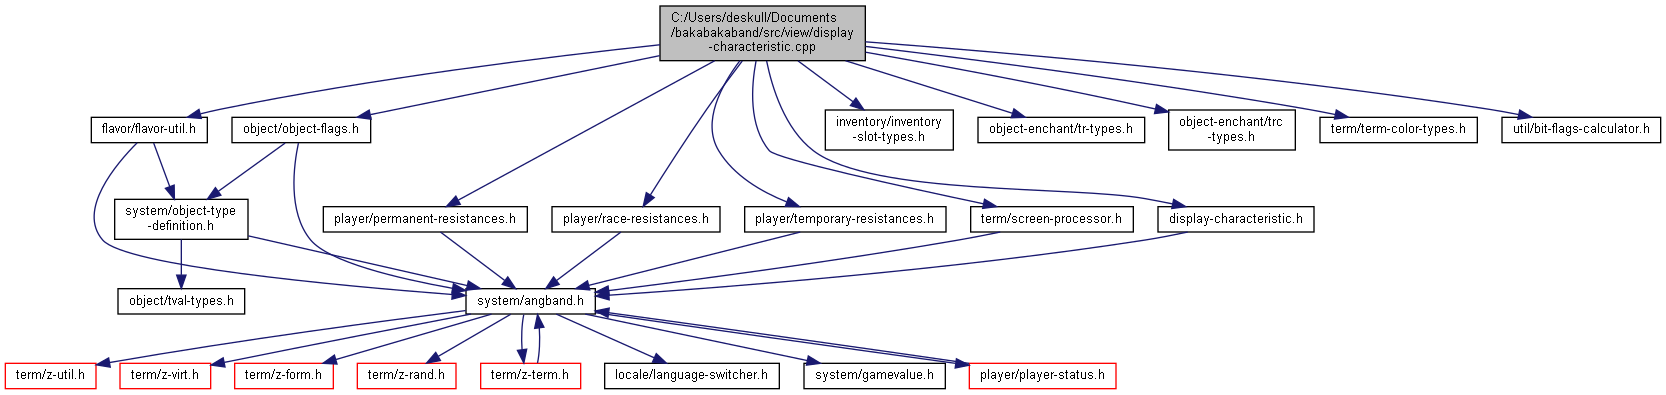 C:/Users/deskull/Documents
/bakabakaband/src/view/display
-characteristic.cpp
flavor/flavor-util.h
object/object-flags.h
inventory/inventory
-slot-types.h
object-enchant/tr-types.h
object-enchant/trc
-types.h
term/term-color-types.h
util/bit-flags-calculator.h
system/object-type
-definition.h
player/permanent-resistances.h
player/race-resistances.h
player/temporary-resistances.h
term/screen-processor.h
display-characteristic.h
object/tval-types.h
system/angband.h
term/z-util.h
term/z-virt.h
term/z-form.h
term/z-rand.h
term/z-term.h
locale/language-switcher.h
system/gamevalue.h
player/player-status.h